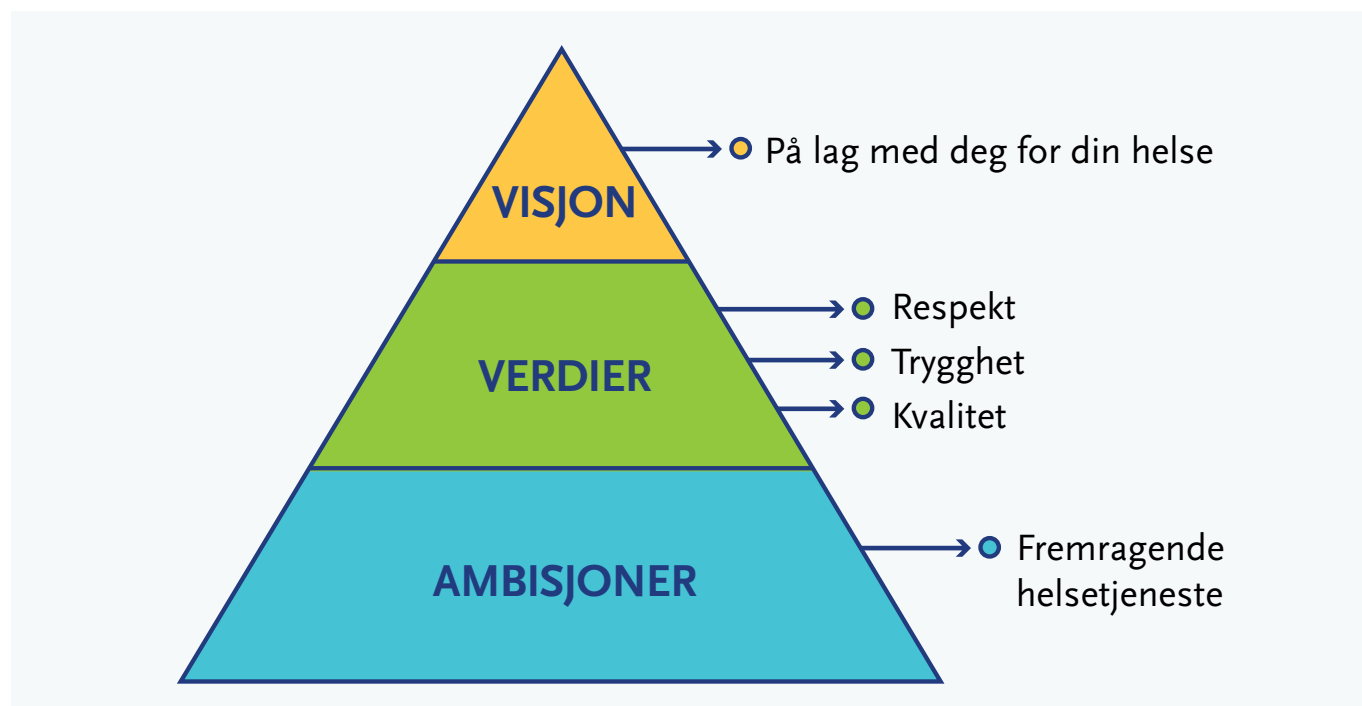 På lag med deg for din helse
VISJON
Respekt
Trygghet
VERDIER
Kvalitet
Fremragende
AMBISJONER
helsetjeneste